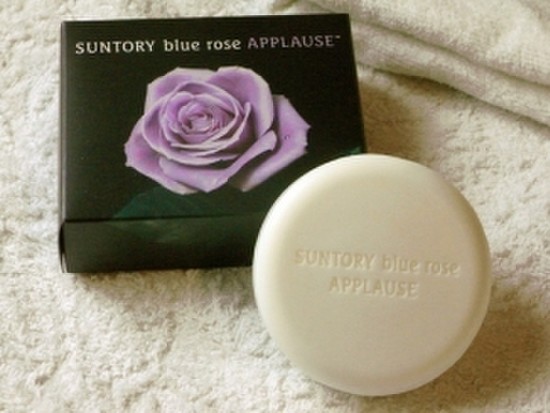 SUNTORY blue rose APPLAUSE™
SUNTORY blue rose
APPLAUSE